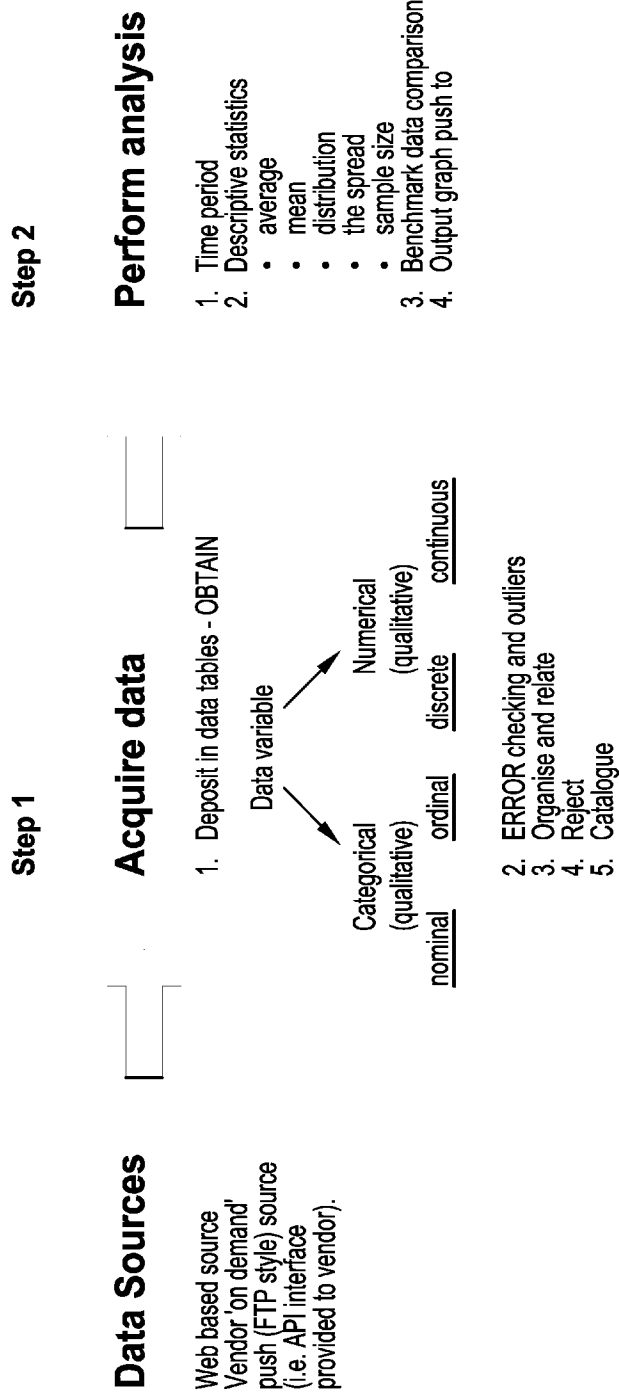 Step 1
Step 2
Data Sources
Acquire data
Perform analysis
Web based source
Vendor 'on demand'
push (FTP style) source
(i.e. API interface
provided to vendor).
1. Deposit in data tables - OBTAIN
Data variable
Categorical
(qualitative)
Numerical
(qualitative)
nominal
ordinal
discrete
continuous
2. ERROR checking and outliers
3. Organise and relate
4. Reject
5. Catalogue
1. Time period
2. Descriptive statistics
• average
• mean
• distribution
• the spread
• sample size
3. Benchmark data comparison
4. Output graph push to